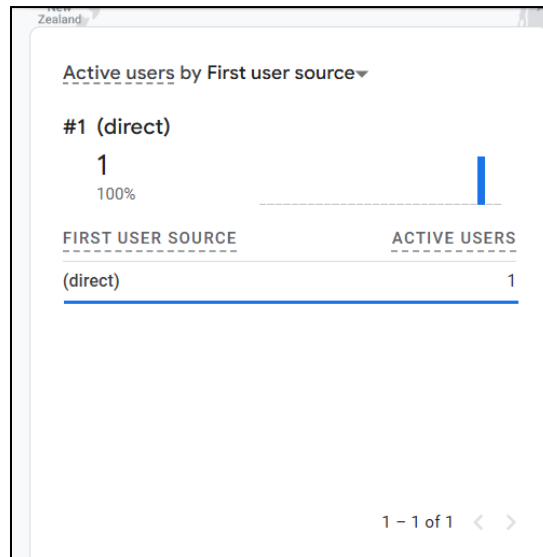 New
Zealand
Active users by First user source
#1 (direct)
1
100%
FIRST USER SOURCE ACTIVE USERS
(direct) 1
1 – 1 of 1